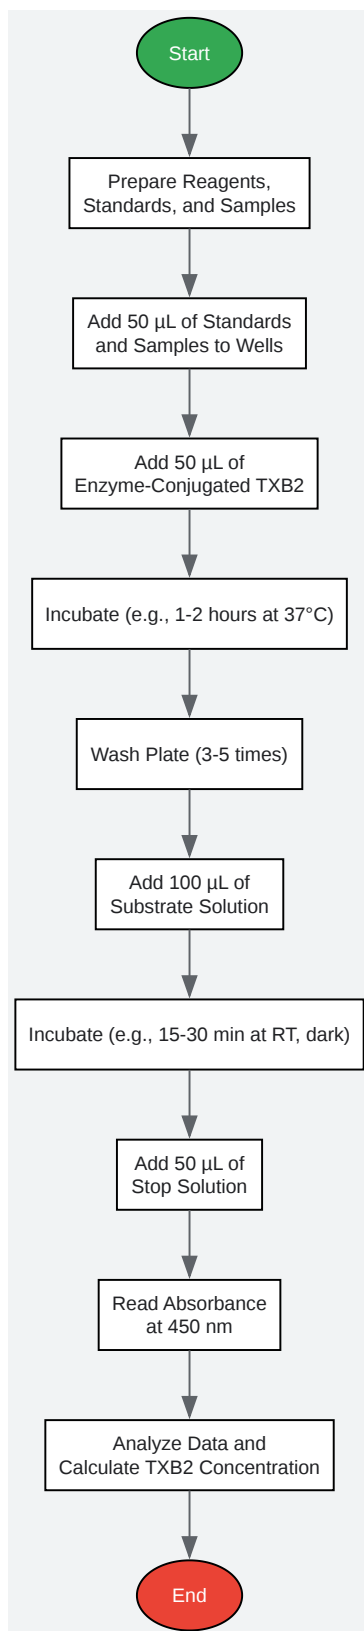 Start
Prepare Reagents,
Standards, and Samples
Add 50 µL of Standards
and Samples to Wells
Add 50 µL of
Enzyme-Conjugated TXB2
Incubate (e.g., 1-2 hours at 37°C)
Wash Plate (3-5 times)
Add 100 µL of
Substrate Solution
Incubate (e.g., 15-30 min at RT, dark)
Add 50 µL of
Stop Solution
Read Absorbance
at 450 nm
Analyze Data and
Calculate TXB2 Concentration
End